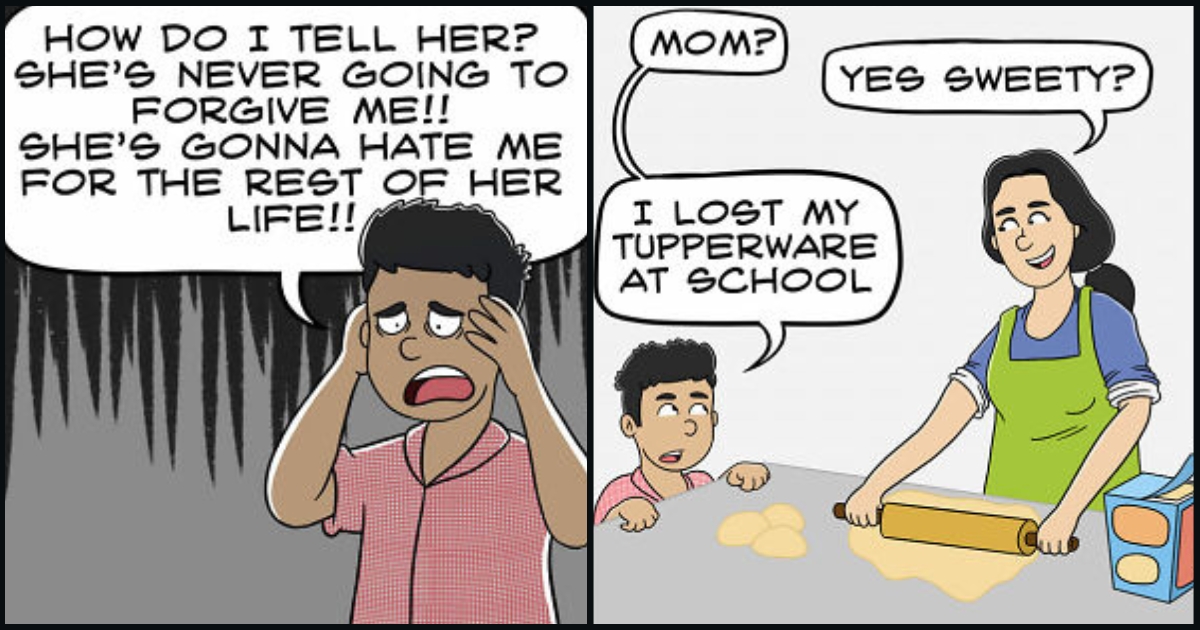 HOW DO I TELL HER?
SHE'S NEVER GOING TO
FORGIVE ME!!
SHE'S GONNA HATE ME
FOR THE REST OF HER
LIFE!!
MOM?
YES SWEETY?
I LOST MY
TUPPERWARE
AT SCHOOL